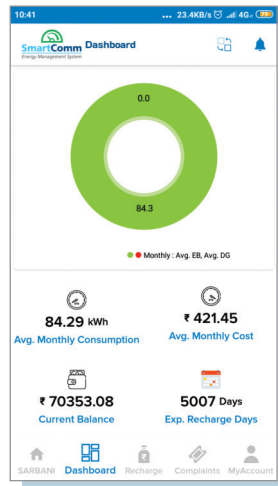 10:41 ... 23.4KB/s 4G
SmartComm Dashboard
Energy Management System
0.0
84.3
Monthly : Avg. EB, Avg. DG
84.29 kWh
Avg. Monthly Consumption
₹ 421.45
Avg. Monthly Cost
₹ 70353.08
Current Balance
5007 Days
Exp. Recharge Days
SARBANI Dashboard Recharge Complaints MyAccount